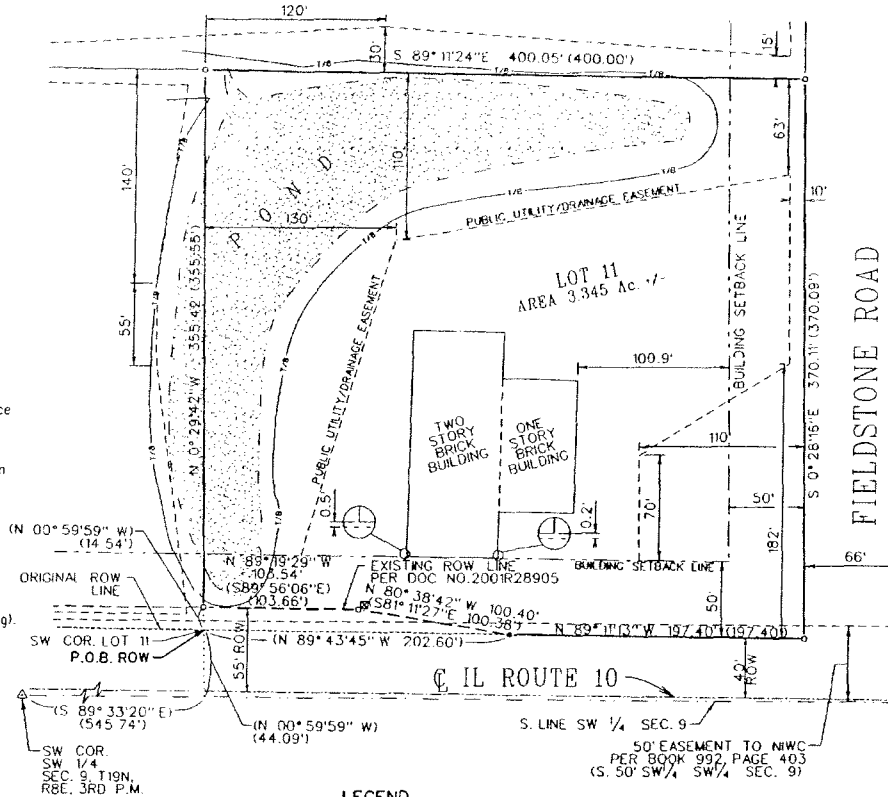 120'
15'
30'
S 89° 11'24"E 400.05' (400.00')
T/B
T/B
T/B
63'
140'
110'
T/B
10'
POND
T/B
T/B
PUBLIC UTILITY/DRAINAGE EASEMENT
130'
T/B
LOT 11
AREA 3.345 Ac. +/-
BUILDING SETBACK LINE
N 0° 29'42" W 355.42' (355.55')
S 0° 28'16"E 370.11' (370.09')
FIELDSTONE ROAD
55'
PUBLIC UTILITY/DRAINAGE EASEMENT
T/B
100.9'
TWO
STORY
BRICK
BUILDING
ONE
STORY
BRICK
BUILDING
110'
T/B
70'
50'
182'
0.5'
0.2'
T/B
66'
(N 00° 59'59" W)
(14.54')
N 89° 19'29" W
103.54'
(S89° 56'06"E)
(103.66')
EXISTING ROW LINE
PER DOC NO.2001R28905
BUILDING SETBACK LINE
ORIGINAL ROW
LINE
N 80° 38'42" W 100.40'
(S81° 11'27"E 100.38')
50'
SW COR. LOT 11
P.O.B. ROW
(N 89° 43'45" W 202.60')
N 89° 11'13" W 197.40' (197.40')
55' ROW
40'
ROW
℄ IL ROUTE 10
(S 89° 33'20" E)
(545.74')
(N 00° 59'59" W)
(44.09')
S. LINE SW 1/4 SEC. 9
SW COR.
SW 1/4
SEC. 9, T19N,
R8E, 3RD P.M.
50' EASEMENT TO NIWC
PER BOOK 992, PAGE 403
(S. 50' SW1/4 SW1/4 SEC. 9)
LEGEND